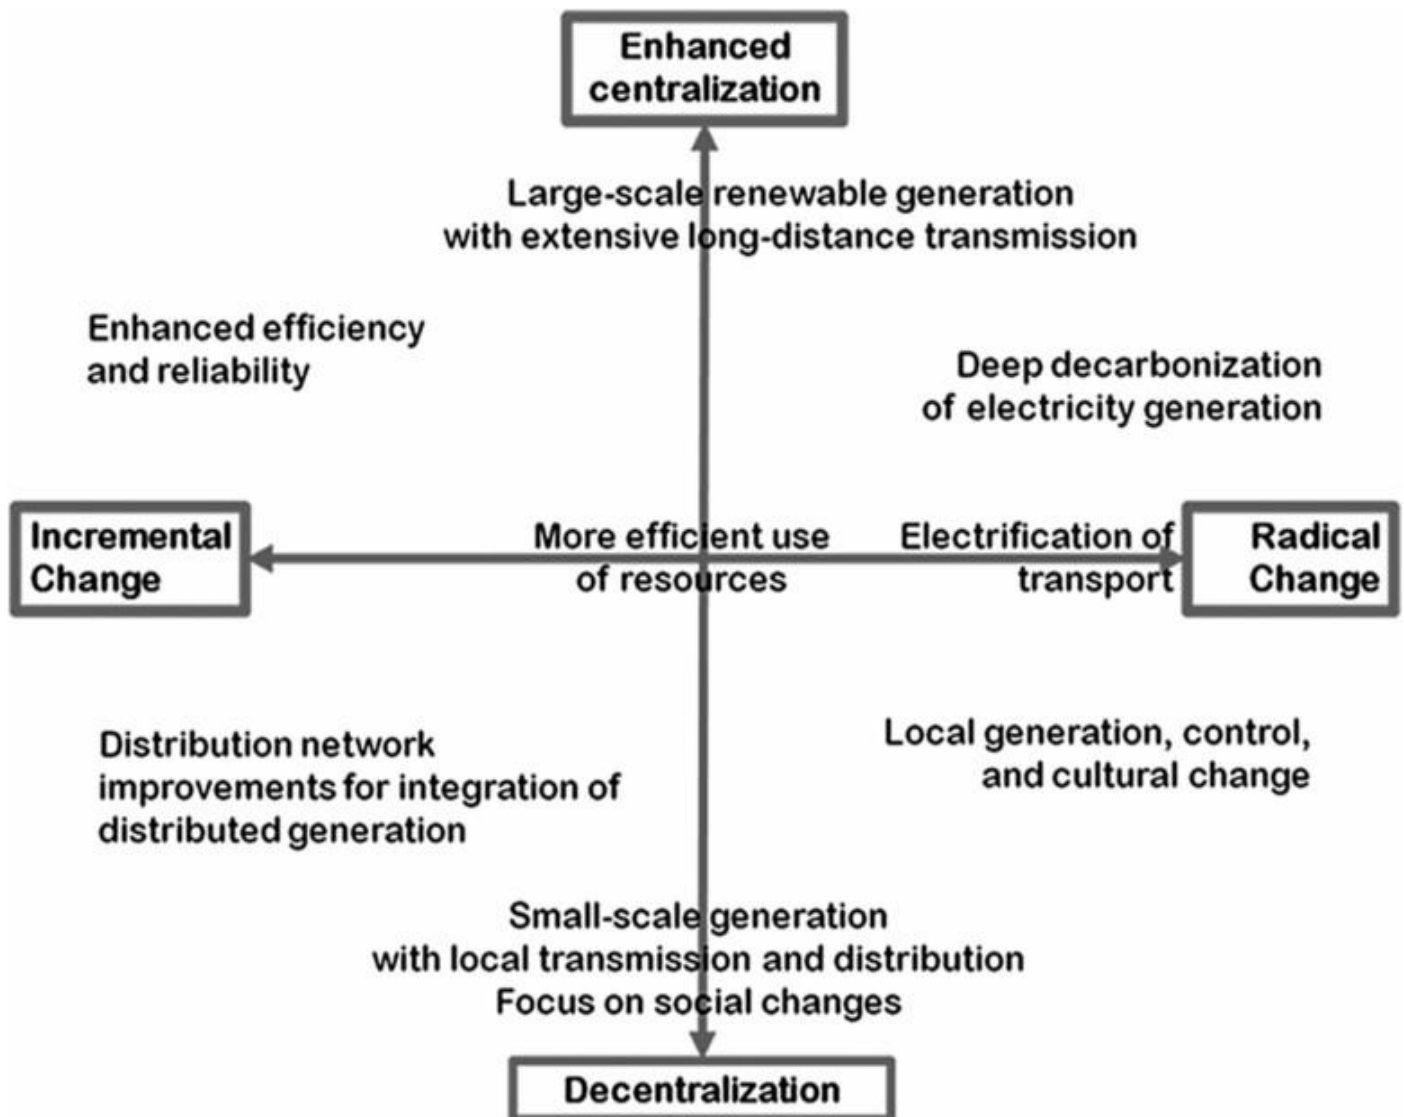 Enhanced
centralization
Large-scale renewable generation
with extensive long-distance transmission
Enhanced efficiency
and reliability
Deep decarbonization
of electricity generation
Incremental
Change
More efficient use
of resources
Electrification of
transport
Radical
Change
Distribution network
improvements for integration of
distributed generation
Local generation, control,
and cultural change
Small-scale generation
with local transmission and distribution
Focus on social changes
Decentralization